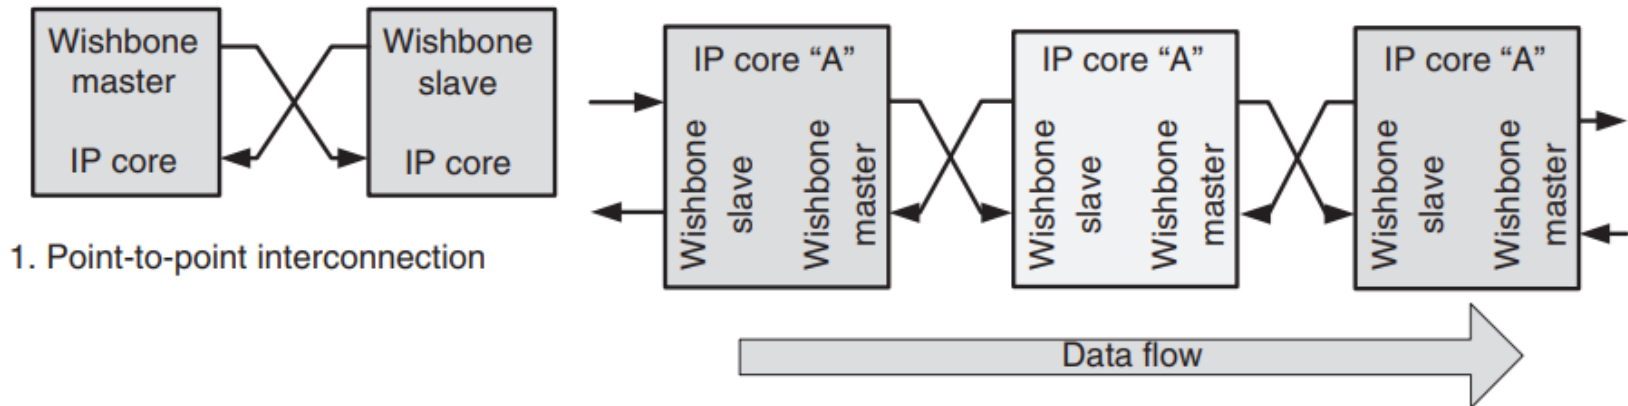 Wishbone
master
IP core
Wishbone
slave
IP core
1. Point-to-point interconnection
IP core “A”
Wishbone
slave
Wishbone
master
IP core “A”
Wishbone
slave
Wishbone
master
IP core “A”
Wishbone
slave
Wishbone
master
Data flow